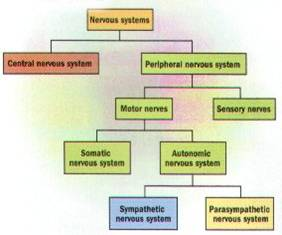 Nervous systems
Central nervous system
Peripheral nervous system
Motor nerves
Sensory nerves
Somatic
nervous system
Autonomic
nervous system
Sympathetic
nervous system
Parasympathetic
nervous system